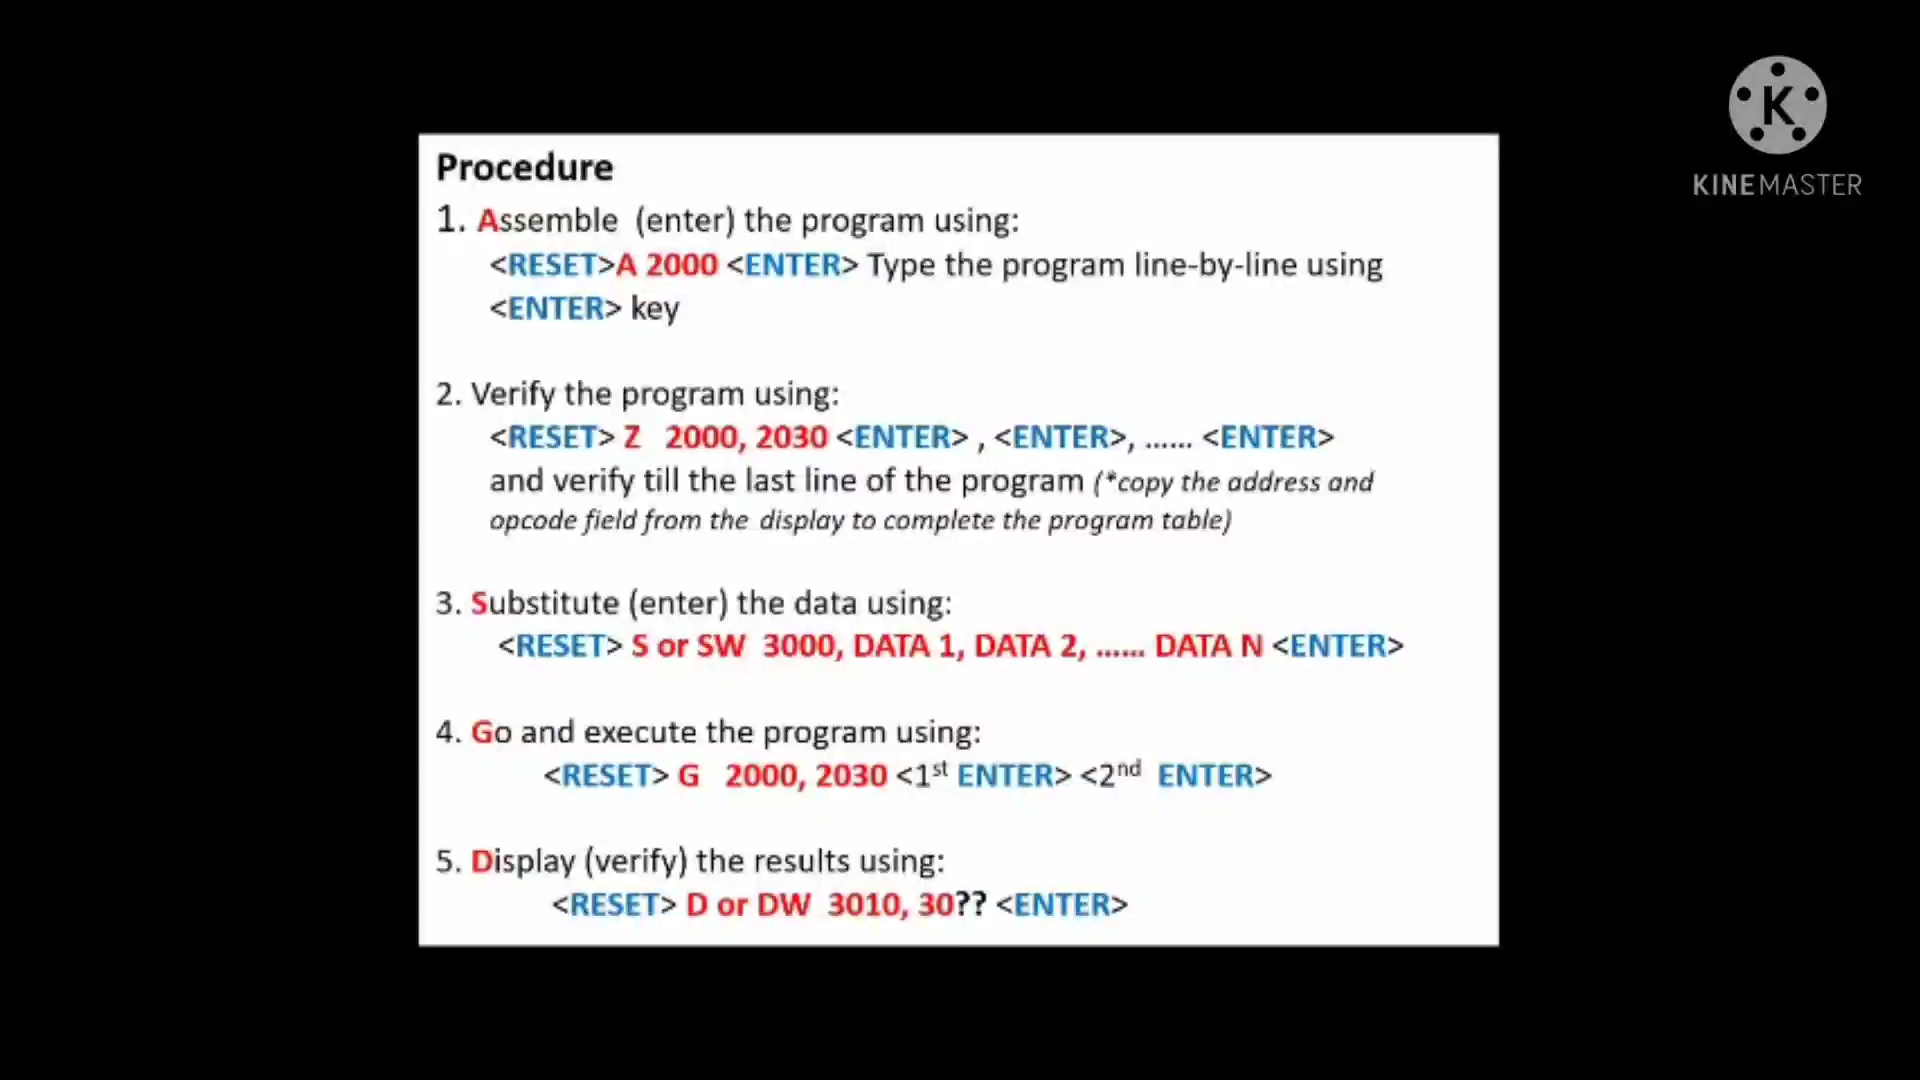 K
KINEMASTER
Procedure
1. Assemble (enter) the program using:
<RESET>A 2000 <ENTER> Type the program line-by-line using
<ENTER> key
2. Verify the program using:
<RESET> Z 2000, 2030 <ENTER> , <ENTER>, ...... <ENTER>
and verify till the last line of the program (*copy the address and
opcode field from the display to complete the program table)
3. Substitute (enter) the data using:
<RESET> S or SW 3000, DATA 1, DATA 2, ...... DATA N <ENTER>
4. Go and execute the program using:
<RESET> G 2000, 2030 <1st ENTER> <2nd ENTER>
5. Display (verify) the results using:
<RESET> D or DW 3010, 30?? <ENTER>